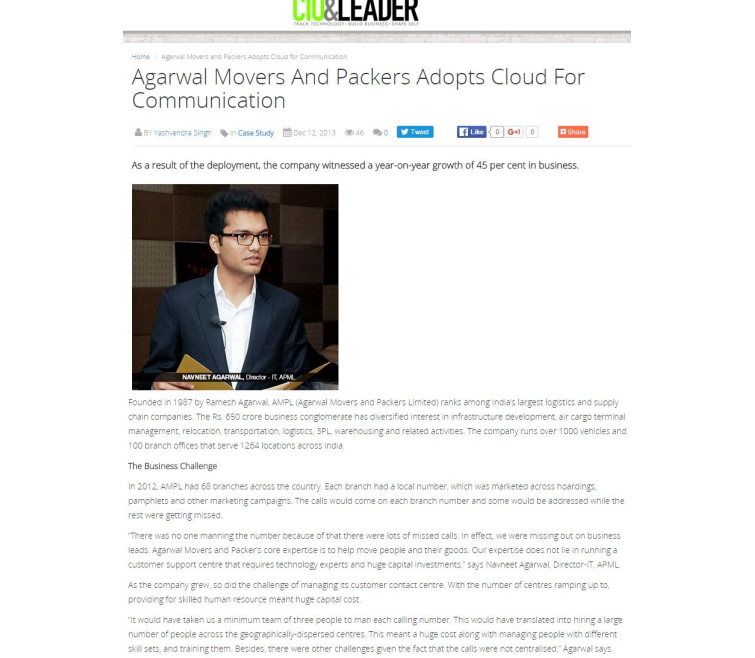 CIO&LEADER
TRACK TECHNOLOGY • BUILD BUSINESS • SHAPE SELF
Home / Agarwal Movers and Packers Adopts Cloud for Communication
Agarwal Movers And Packers Adopts Cloud For
Communication
BY Yashvendra Singh In Case Study Dec 12, 2013 46 0 Tweet Like 0 G+1 0 Share
As a result of the deployment, the company witnessed a year-on-year growth of 45 per cent in business.
NAVNEET AGARWAL, Director - IT, APML
Founded in 1987 by Ramesh Agarwal, AMPL (Agarwal Movers and Packers Limited) ranks among India's largest logistics and supply
chain companies. The Rs. 650 crore business conglomerate has diversified interest in infrastructure development, air cargo terminal
management, relocation, transportation, logistics, 3PL, warehousing and related activities. The company runs over 1000 vehicles and
100 branch offices that serve 1264 locations across India.
The Business Challenge
In 2012, AMPL had 68 branches across the country. Each branch had a local number, which was marketed across hoardings,
pamphlets and other marketing campaigns. The calls would come on each branch number and some would be addressed while the
rest were getting missed.
"There was no one manning the number because of that there were lots of missed calls. In effect, we were missing out on business
leads. Agarwal Movers and Packer's core expertise is to help move people and their goods. Our expertise does not lie in running a
customer support centre that requires technology experts and huge capital investments," says Navneet Agarwal, Director-IT, APML.
As the company grew, so did the challenge of managing its customer contact centre. With the number of centres ramping up to,
providing for skilled human resource meant huge capital cost.
"It would have taken us a minimum team of three people to man each calling number. This would have translated into hiring a large
number of people across the geographically-dispersed centres. This meant a huge cost along with managing people with different
skill sets, and training them. Besides, there were other challenges given the fact that the calls were not centralised," Agarwal says.